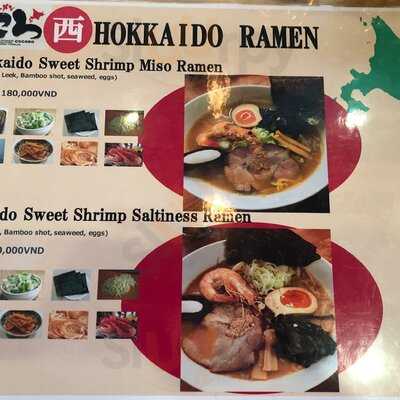 西 HOKKAIDO RAMEN
kaido Sweet Shrimp Miso Ramen
Leek, Bamboo shot, seaweed, eggs)
180,000VND
do Sweet Shrimp Saltiness Ramen
, Bamboo shot, seaweed, eggs)
0,000VND